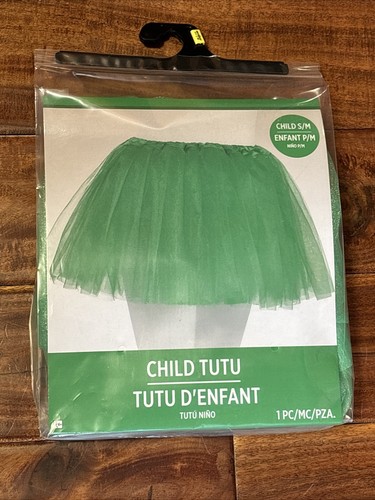 CHILD S/M
ENFANT P/M
NIÑO P/M
CHILD TUTU
TUTU D'ENFANT
TUTÚ NIÑO
1 PC/MC/PZA.